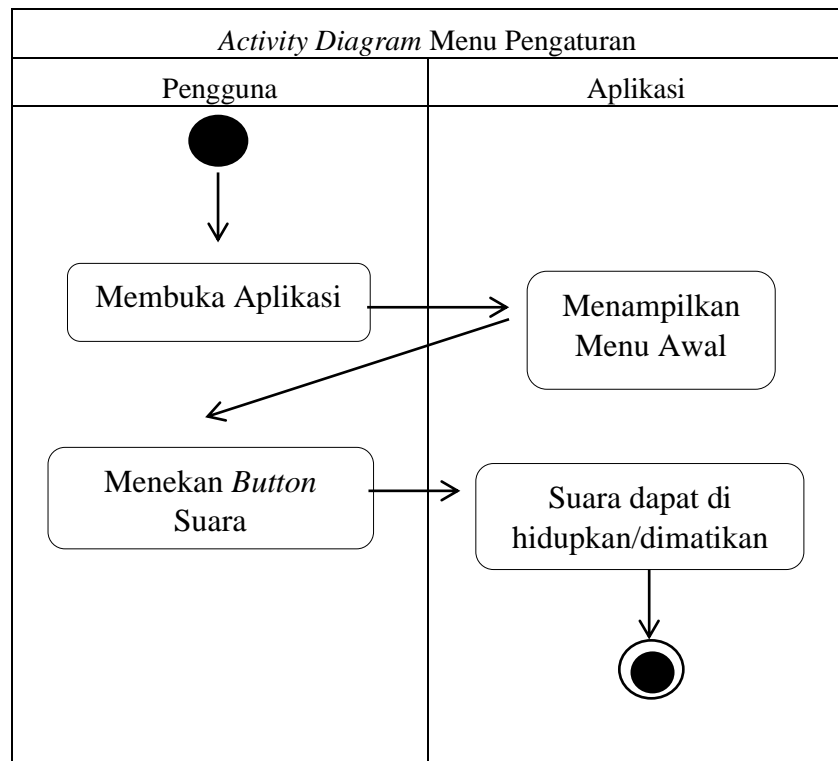 Activity Diagram Menu Pengaturan
Pengguna
Aplikasi
Membuka Aplikasi
Menampilkan
Menu Awal
Menekan Button
Suara
Suara dapat di
hidupkan/dimatikan